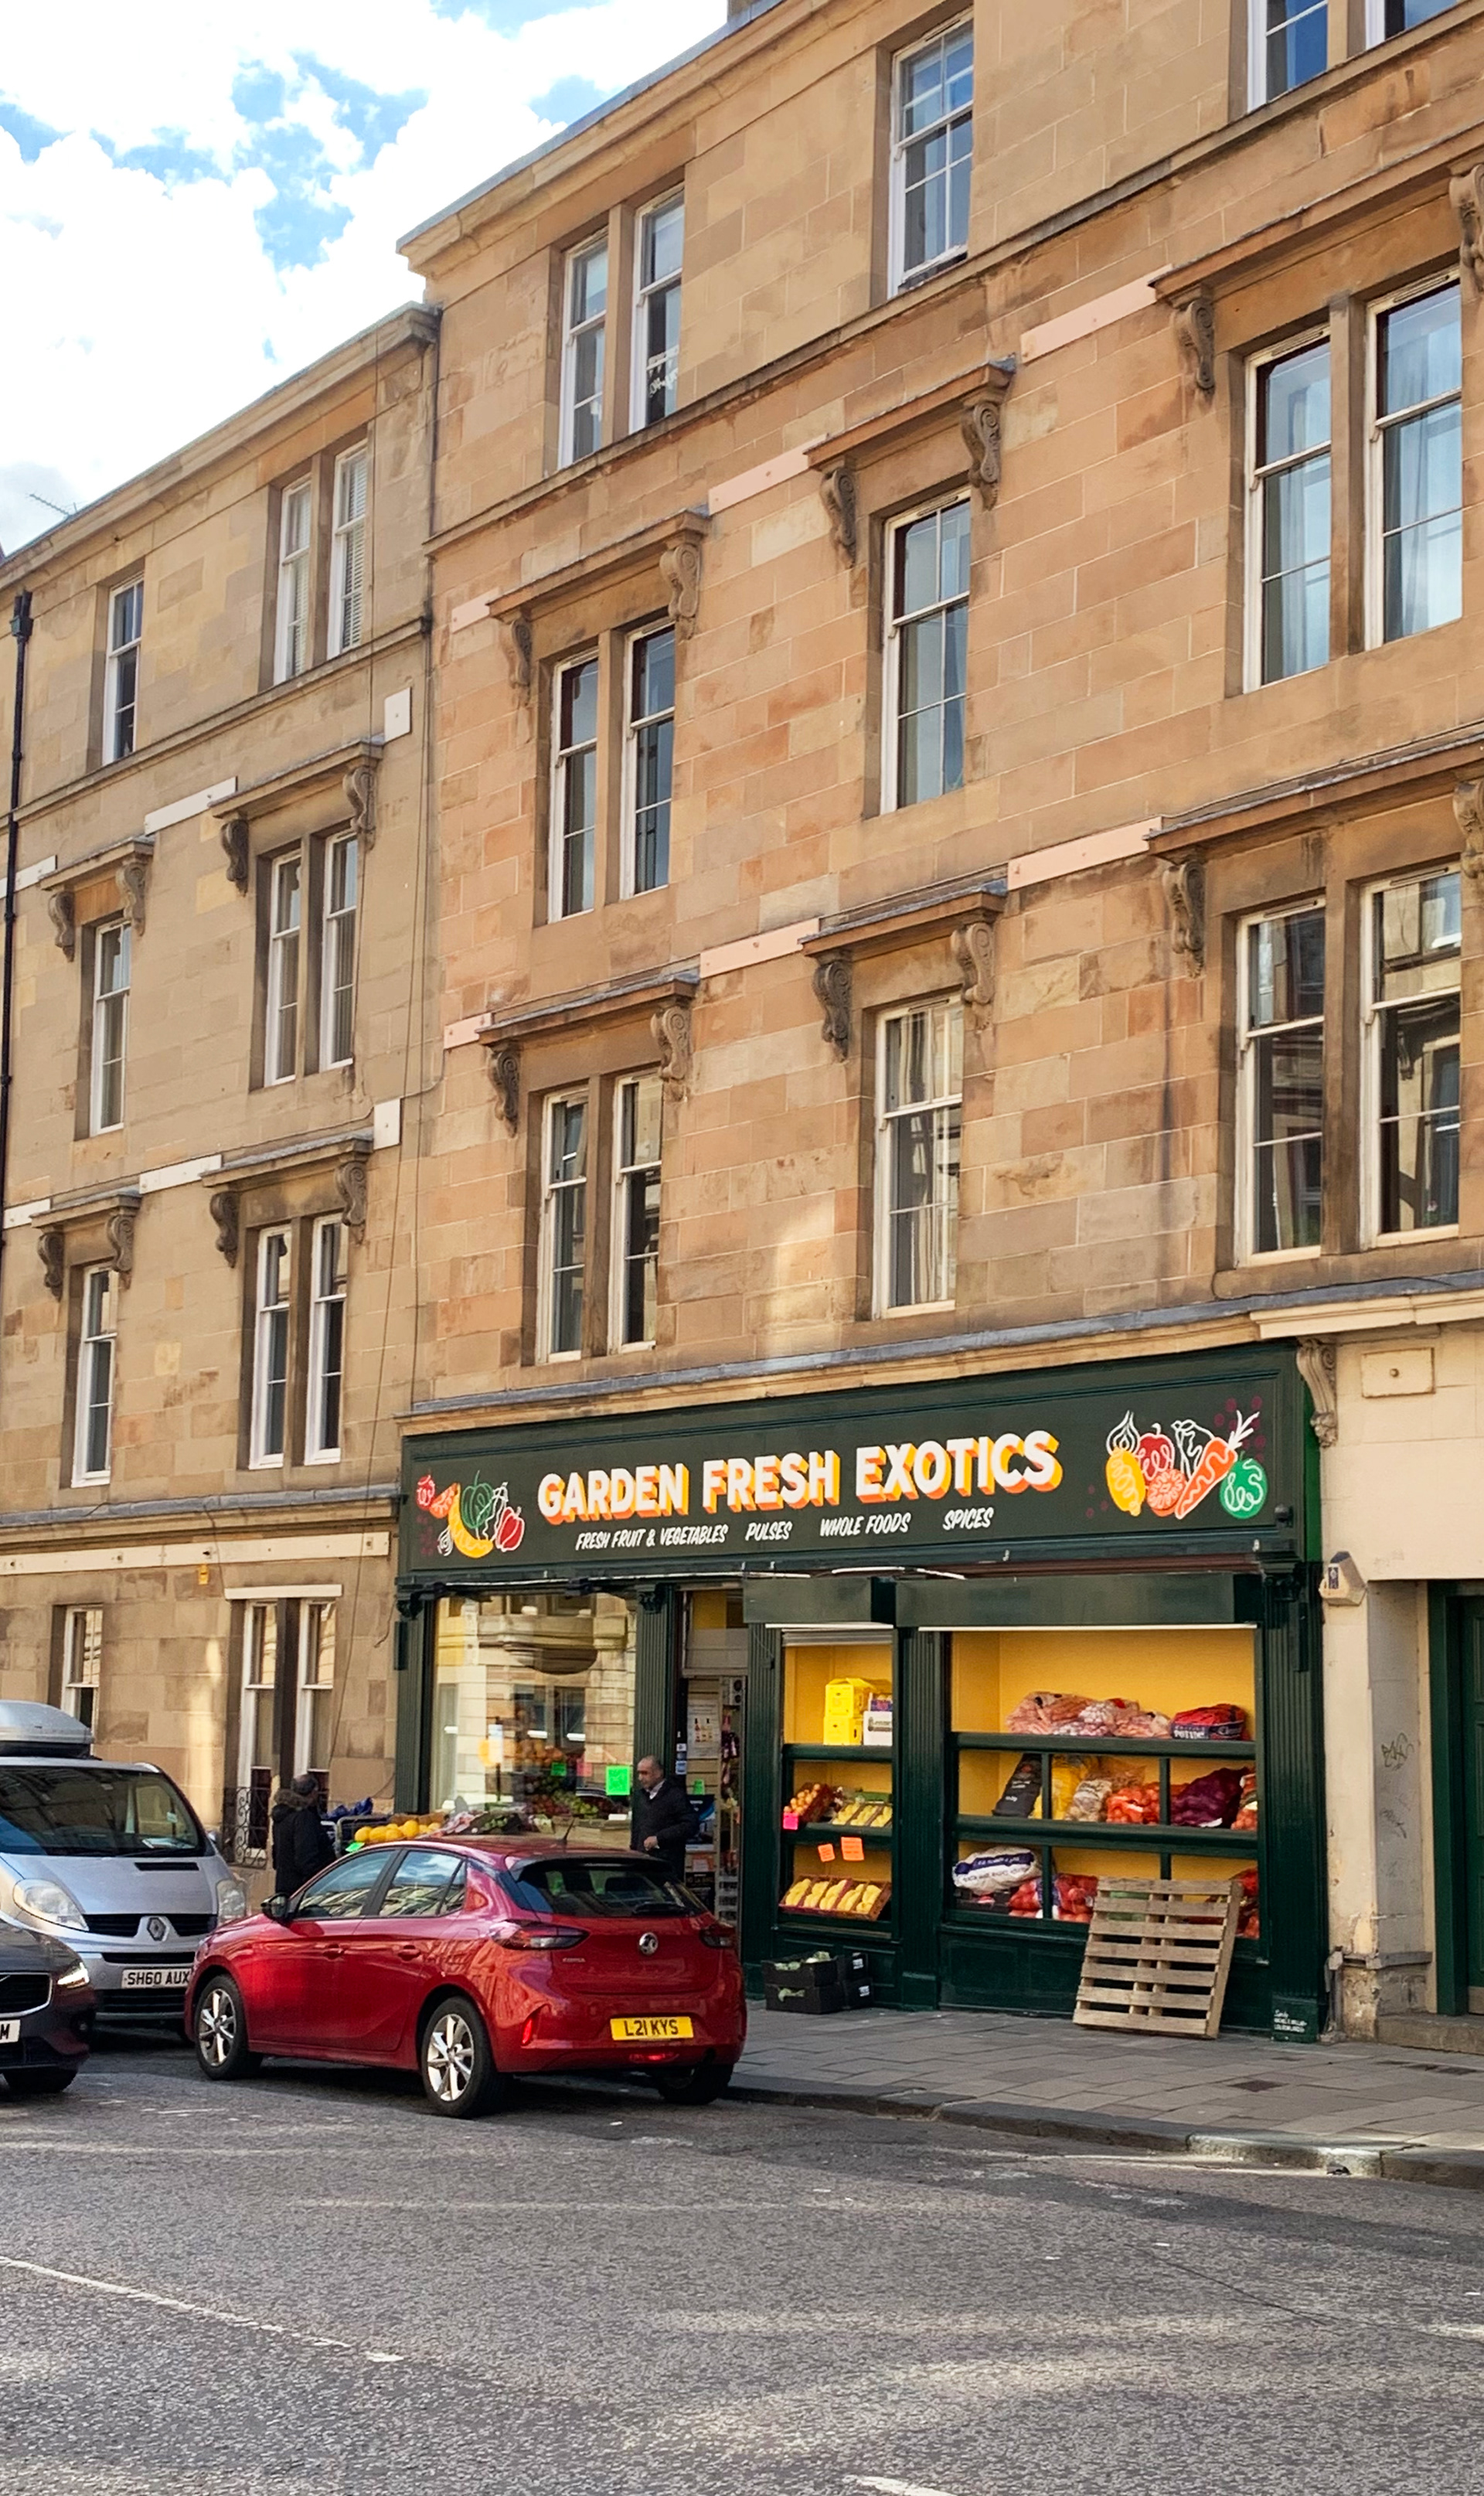 GARDEN FRESH EXOTICS
FRESH FRUIT & VEGETABLES PULSES WHOLE FOODS SPICES
SH60 AUX
L21 KYS
M